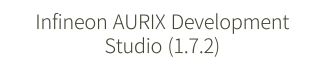 Infineon AURIX Development
Studio (1.7.2)